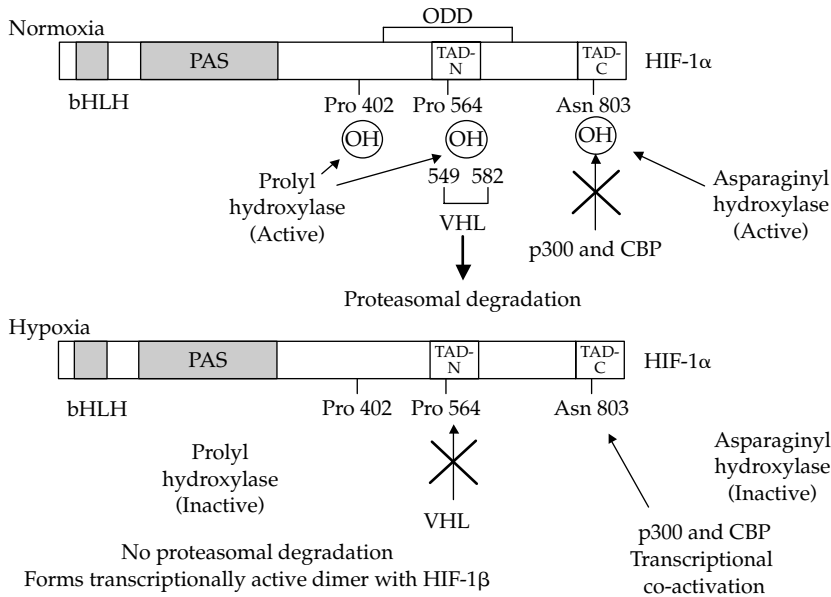 Normoxia
ODD
PAS
TAD-
N
TAD-
C
HIF-1α
bHLH
Pro 402
Pro 564
Asn 803
OH
OH
OH
Prolyl
hydroxylase
(Active)
549
582
VHL
Asparaginyl
hydroxylase
(Active)
p300 and CBP
Proteasomal degradation
Hypoxia
PAS
TAD-
N
TAD-
C
HIF-1α
bHLH
Pro 402
Pro 564
Asn 803
Prolyl
hydroxylase
(Inactive)
VHL
Asparaginyl
hydroxylase
(Inactive)
No proteasomal degradation
Forms transcriptionally active dimer with HIF-1β
p300 and CBP
Transcriptional
co-activation